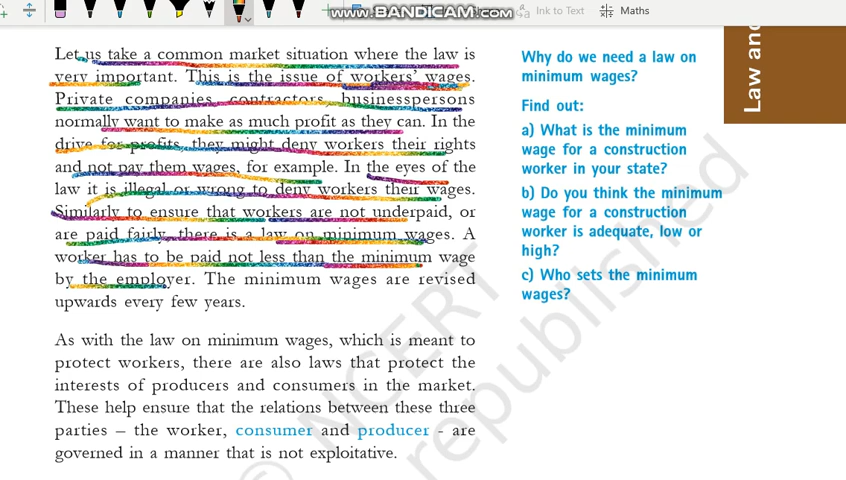 www.BANDICAM.com
Ink to Text
Maths
Let us take a common market situation where the law is
very important. This is the issue of workers' wages.
Private companies, contractors, businesspersons
normally want to make as much profit as they can. In the
drive for profits, they might deny workers their rights
and not pay them wages, for example. In the eyes of the
law it is illegal or wrong to deny workers their wages.
Similarly to ensure that workers are not underpaid, or
are paid fairly, there is a law on minimum wages. A
worker has to be paid not less than the minimum wage
by the employer. The minimum wages are revised
upwards every few years.
As with the law on minimum wages, which is meant to
protect workers, there are also laws that protect the
interests of producers and consumers in the market.
These help ensure that the relations between these three
parties – the worker, consumer and producer - are
governed in a manner that is not exploitative.
Why do we need a law on
minimum wages?
Find out:
a) What is the minimum
wage for a construction
worker in your state?
b) Do you think the minimum
wage for a construction
worker is adequate, low or
high?
c) Who sets the minimum
wages?
Law and
© NCERT
republished